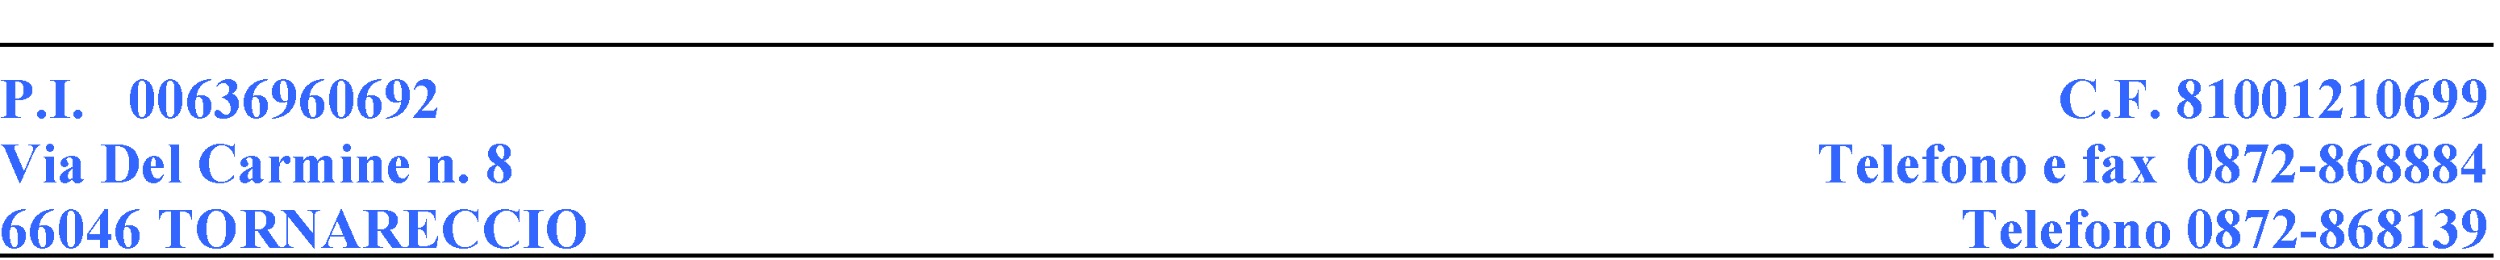 P.I. 00636960692 C.F. 81001210699
Via Del Carmine n. 8 Telefono e fax 0872-868884
66046 TORNARECCIO Telefono 0872-868139